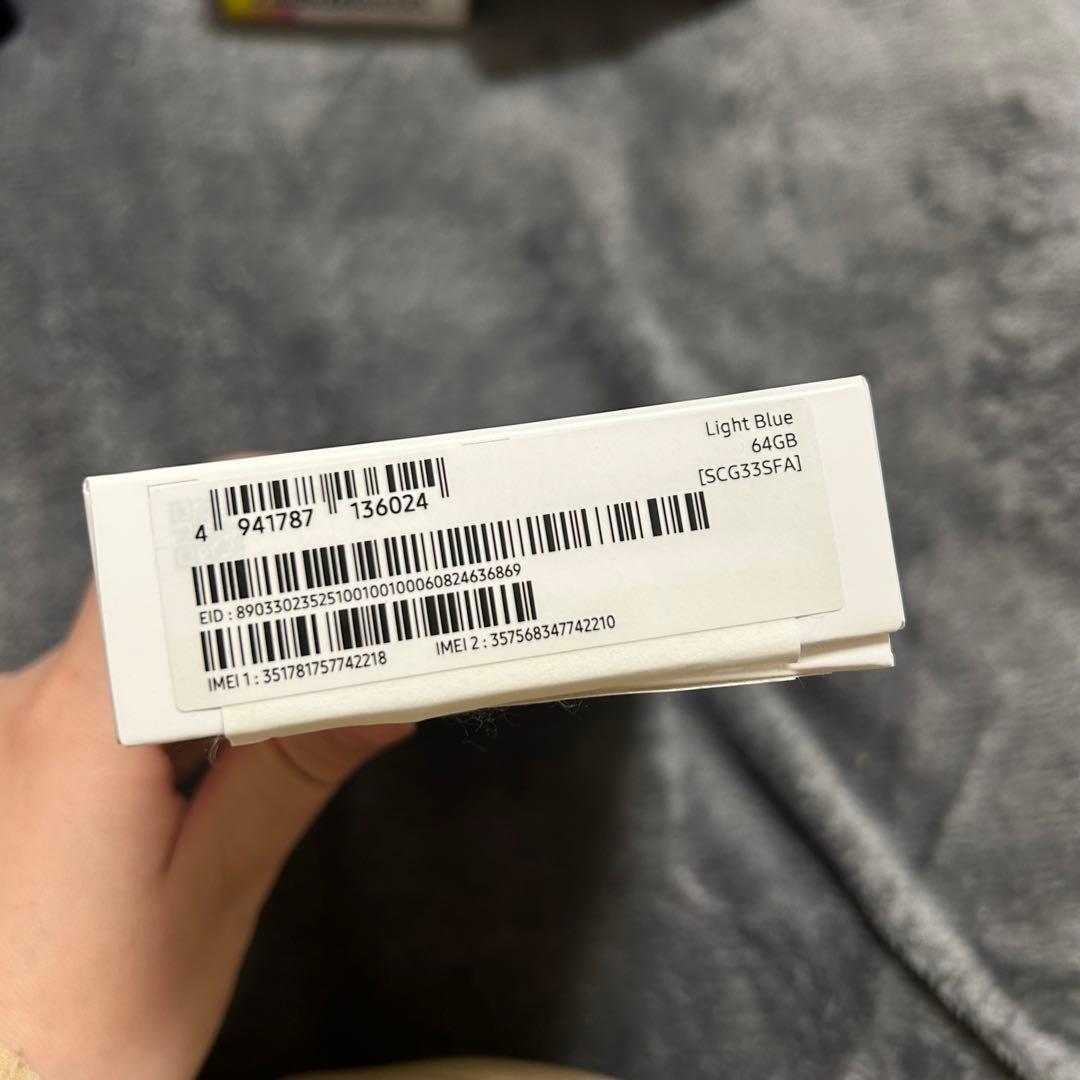 Light Blue
64GB
[SCG33SFA]
4 941787 136024
EID : 89033023525100100100060824636869
IMEI 1 : 351781757742218
IMEI 2 : 357568347742210